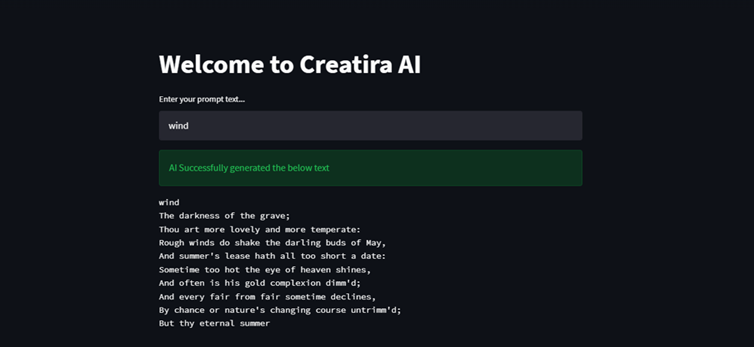 Welcome to Creatira AI
Enter your prompt text...
wind
AI Successfully generated the below text
wind
The darkness of the grave;
Thou art more lovely and more temperate:
Rough winds do shake the darling buds of May,
And summer's lease hath all too short a date:
Sometime too hot the eye of heaven shines,
And often is his gold complexion dimm'd;
And every fair from fair sometime declines,
By chance or nature's changing course untrimm'd;
But thy eternal summer